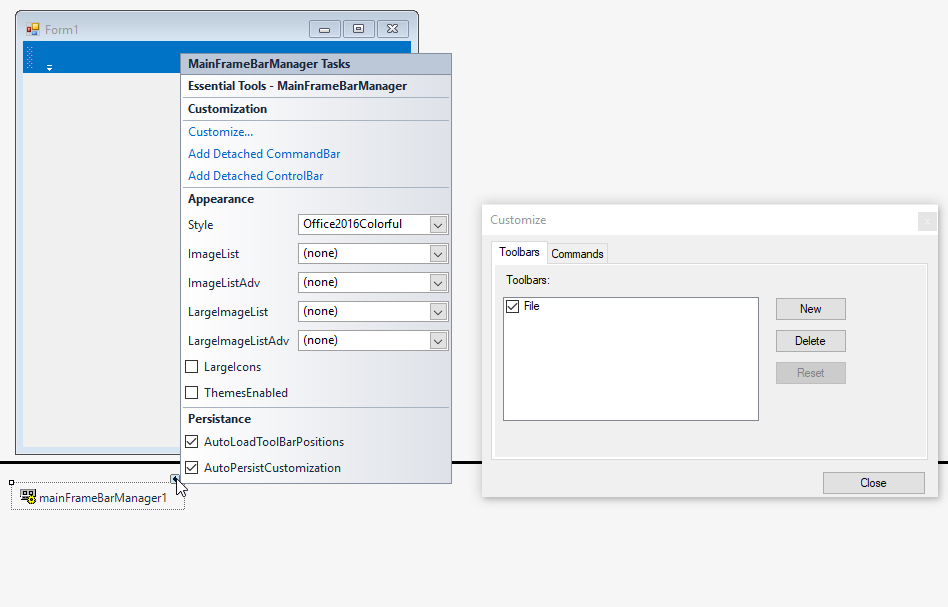 Form1
MainFrameBarManager Tasks
Essential Tools - MainFrameBarManager
Customization
Customize...
Add Detached CommandBar
Add Detached ControlBar
Appearance
Style Office2016Colorful
ImageList (none)
ImageListAdv (none)
LargeImageList (none)
LargeImageListAdv (none)
LargeIcons
ThemesEnabled
Persistance
AutoLoadToolBarPositions
AutoPersistCustomization
mainFrameBarManager1
Customize
Toolbars Commands
Toolbars:
File
New
Delete
Reset
Close